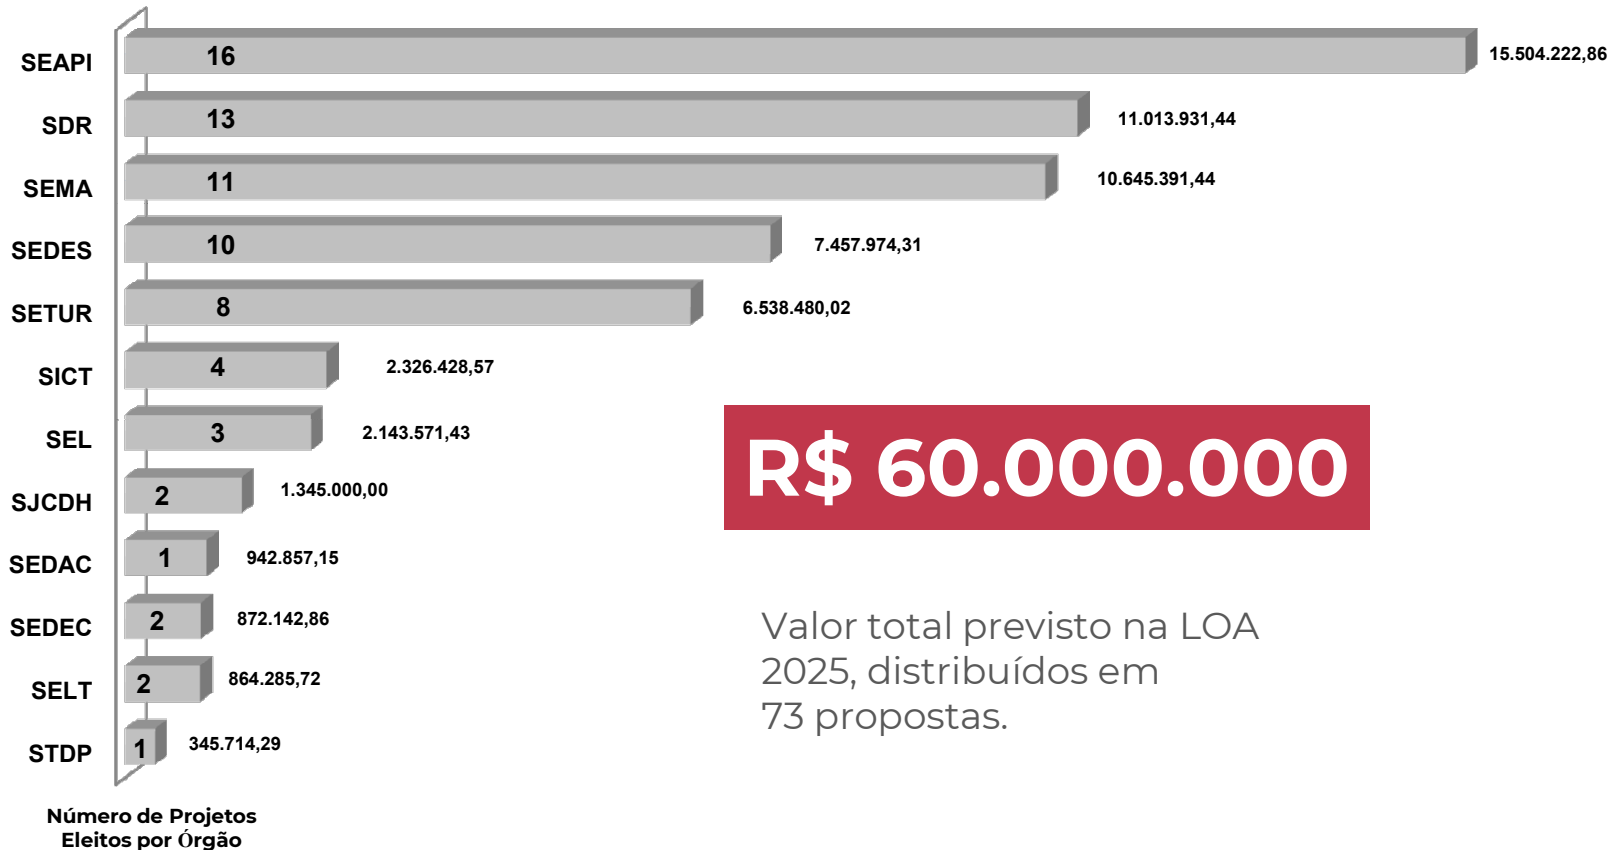 SEAPI 16 15.504.222,86
SDR 13 11.013.931,44
SEMA 11 10.645.391,44
SEDES 10 7.457.974,31
SETUR 8 6.538.480,02
SICT 4 2.326.428,57
SEL 3 2.143.571,43
SJCDH 2 1.345.000,00
SEDAC 1 942.857,15
SEDEC 2 872.142,86
SELT 2 864.285,72
STDP 1 345.714,29
Número de Projetos
Eleitos por Órgão
R$ 60.000.000
Valor total previsto na LOA
2025, distribuídos em
73 propostas.